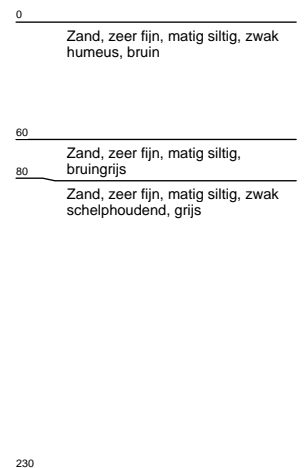 0
Zand, zeer fijn, matig siltig, zwak
humeus, bruin
60
Zand, zeer fijn, matig siltig,
bruingrijs
80
Zand, zeer fijn, matig siltig, zwak
schelphoudend, grijs
230